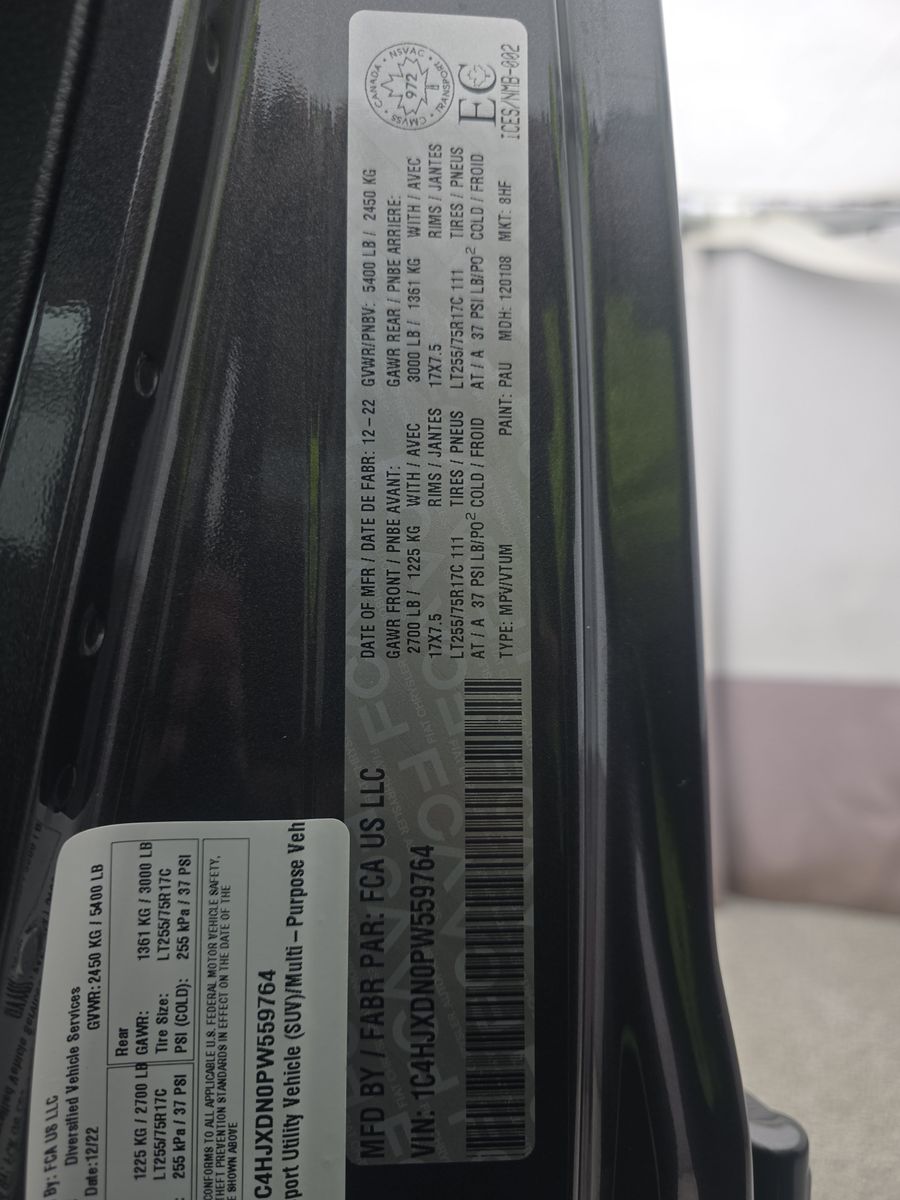 MFD BY / FABR PAR: FCA US LLC
DATE OF MFR / DATE DE FABR: 12-22 GVWR/PNBV: 5400 LB / 2450 KG
GAWR FRONT / PNBE AVANT: GAWR REAR / PNBE ARRIERE:
2700 LB / 1225 KG WITH / AVEC 3000 LB / 1361 KG WITH / AVEC
17X7.5 RIMS / JANTES 17X7.5 RIMS / JANTES
LT255/75R17C 111 TIRES / PNEUS LT255/75R17C 111 TIRES / PNEUS
AT / A 37 PSI LB/PO² COLD / FROID AT / A 37 PSI LB/PO² COLD / FROID
VIN: 1C4HJXDN0PW559764
TYPE: MPV/VTUM PAINT: PAU MDH: 120108 MKT: 8HF
CANADA • NSVAC • TRANSPORT • CMVSS
972
EC
ICES/NMB-002
By: FCA US LLC
Diversified Vehicle Services
Date:12/22 GVWR: 2450 KG / 5400 LB
Rear
1225 KG / 2700 LB GAWR: 1361 KG / 3000 LB
LT255/75R17C Tire Size: LT255/75R17C
255 kPa / 37 PSI PSI (COLD): 255 kPa / 37 PSI
CONFORMS TO ALL APPLICABLE U.S. FEDERAL MOTOR VEHICLE SAFETY,
THEFT PREVENTION STANDARDS IN EFFECT ON THE DATE OF THE
E SHOWN ABOVE
C4HJXDN0PW559764
port Utility Vehicle (SUV)/Multi – Purpose Veh